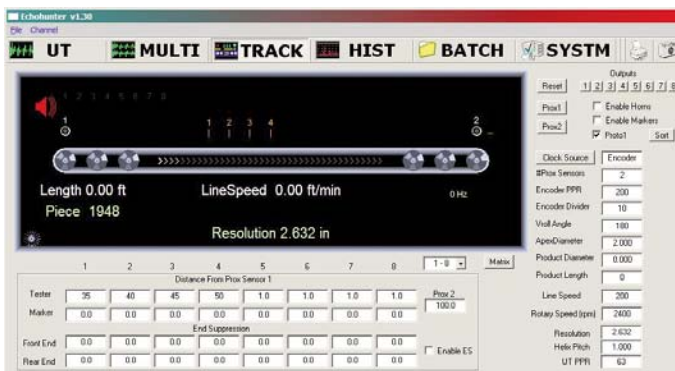 Echohunter v1.30
File Channel
UT MULTI TRACK HIST BATCH SYSTM
Outputs
Reset 1 2 3 4 5 6 7 8
1 2 3 4 5 6 7 8
Prox1 Enable Horns
Prox2 Enable Markers
Proto1 Sort
1 1 2 3 4 2
Clock Source Encoder
#Prox Sensors 2
Length 0.00 ft LineSpeed 0.00 ft/min 0 Hz
Encoder PPR 200
Piece 1948
Encoder Divider 10
Resolution 2.632 in
Vroll Angle 180
ApexDiameter 2.000
Product Diameter 0.000
1 2 3 4 5 6 7 8 1 - 8 Matrix
Product Length 0
Distance From Prox Sensor 1
Tester 35 40 45 50 1.0 1.0 1.0 1.0
Prox 2
100.0
Line Speed 200
Marker 0.0 0.0 0.0 0.0 0.0 0.0 0.0 0.0
Rotary Speed (rpm) 2400
End Suppression
Front End 0.0 0.0 0.0 0.0 0.0 0.0 0.0 0.0
Resolution 2.632
Enable ES
Helix Pitch 1.000
Rear End 0.0 0.0 0.0 0.0 0.0 0.0 0.0 0.0
UT PPR 63